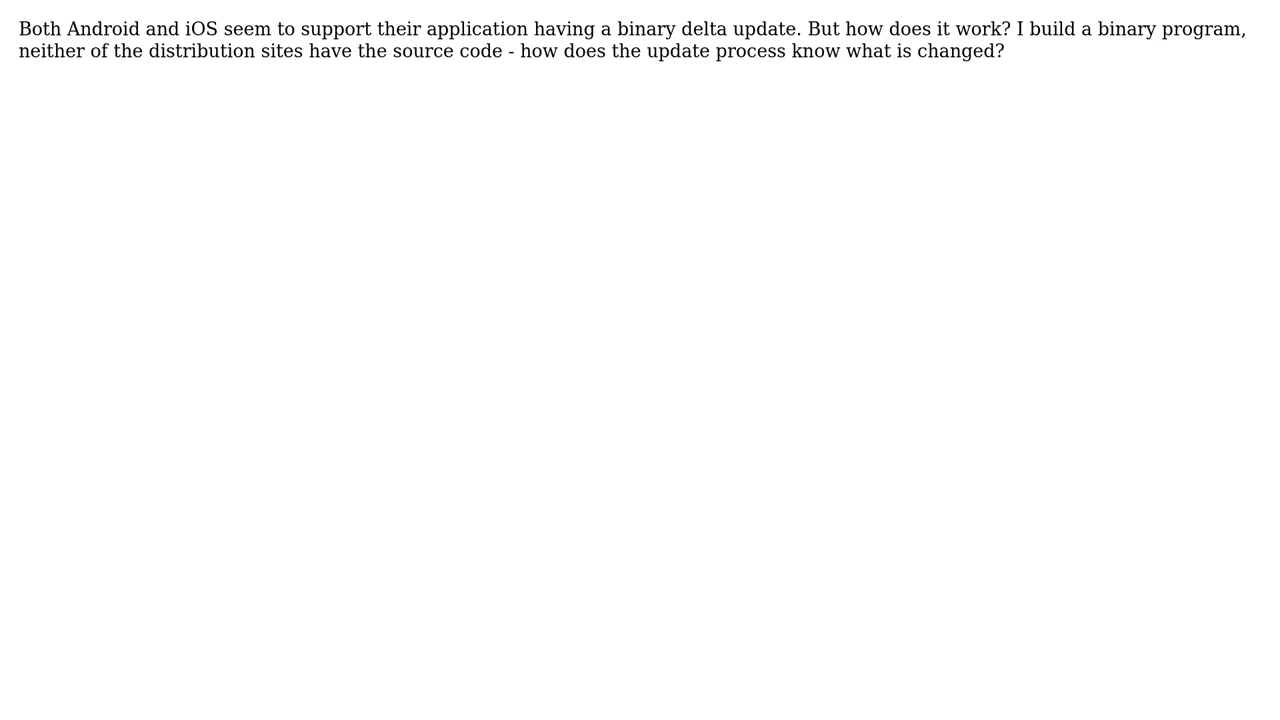 Both Android and iOS seem to support their application having a binary delta update. But how does it work? I build a binary program,
neither of the distribution sites have the source code - how does the update process know what is changed?